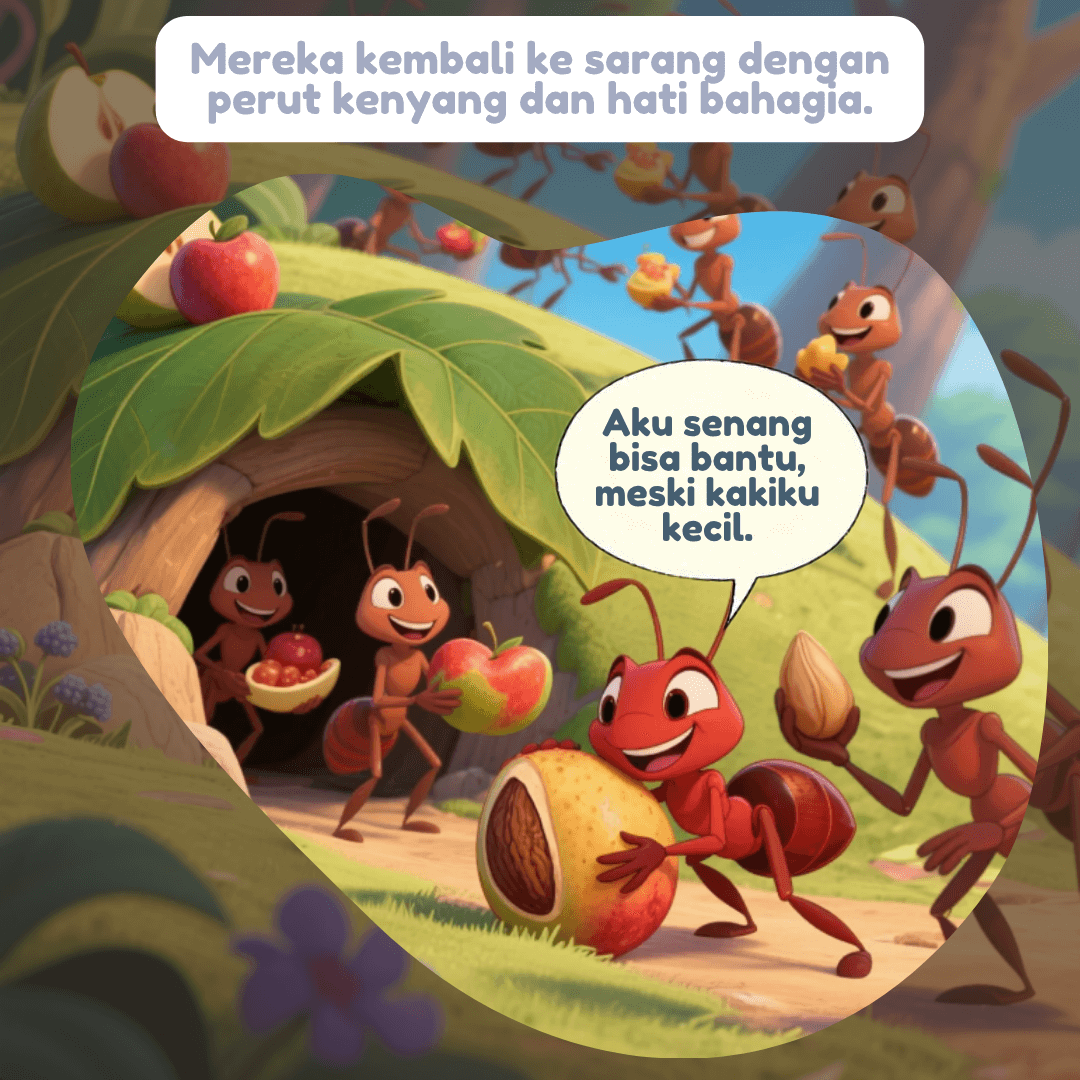 Mereka kembali ke sarang dengan
perut kenyang dan hati bahagia.
Aku senang
bisa bantu,
meski kakiku
kecil.